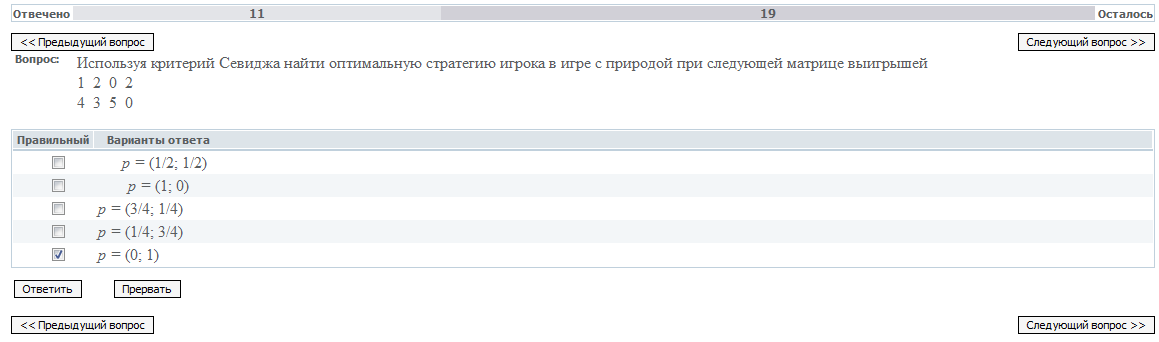 Отвечено 11 19 Осталось
<< Предыдущий вопрос Следующий вопрос >>
Вопрос: Используя критерий Севиджа найти оптимальную стратегию игрока в игре с природой при следующей матрице выигрышей
1 2 0 2
4 3 5 0
Правильный Варианты ответа
p = (1/2; 1/2)
p = (1; 0)
p = (3/4; 1/4)
p = (1/4; 3/4)
p = (0; 1)
Ответить Прервать
<< Предыдущий вопрос Следующий вопрос >>